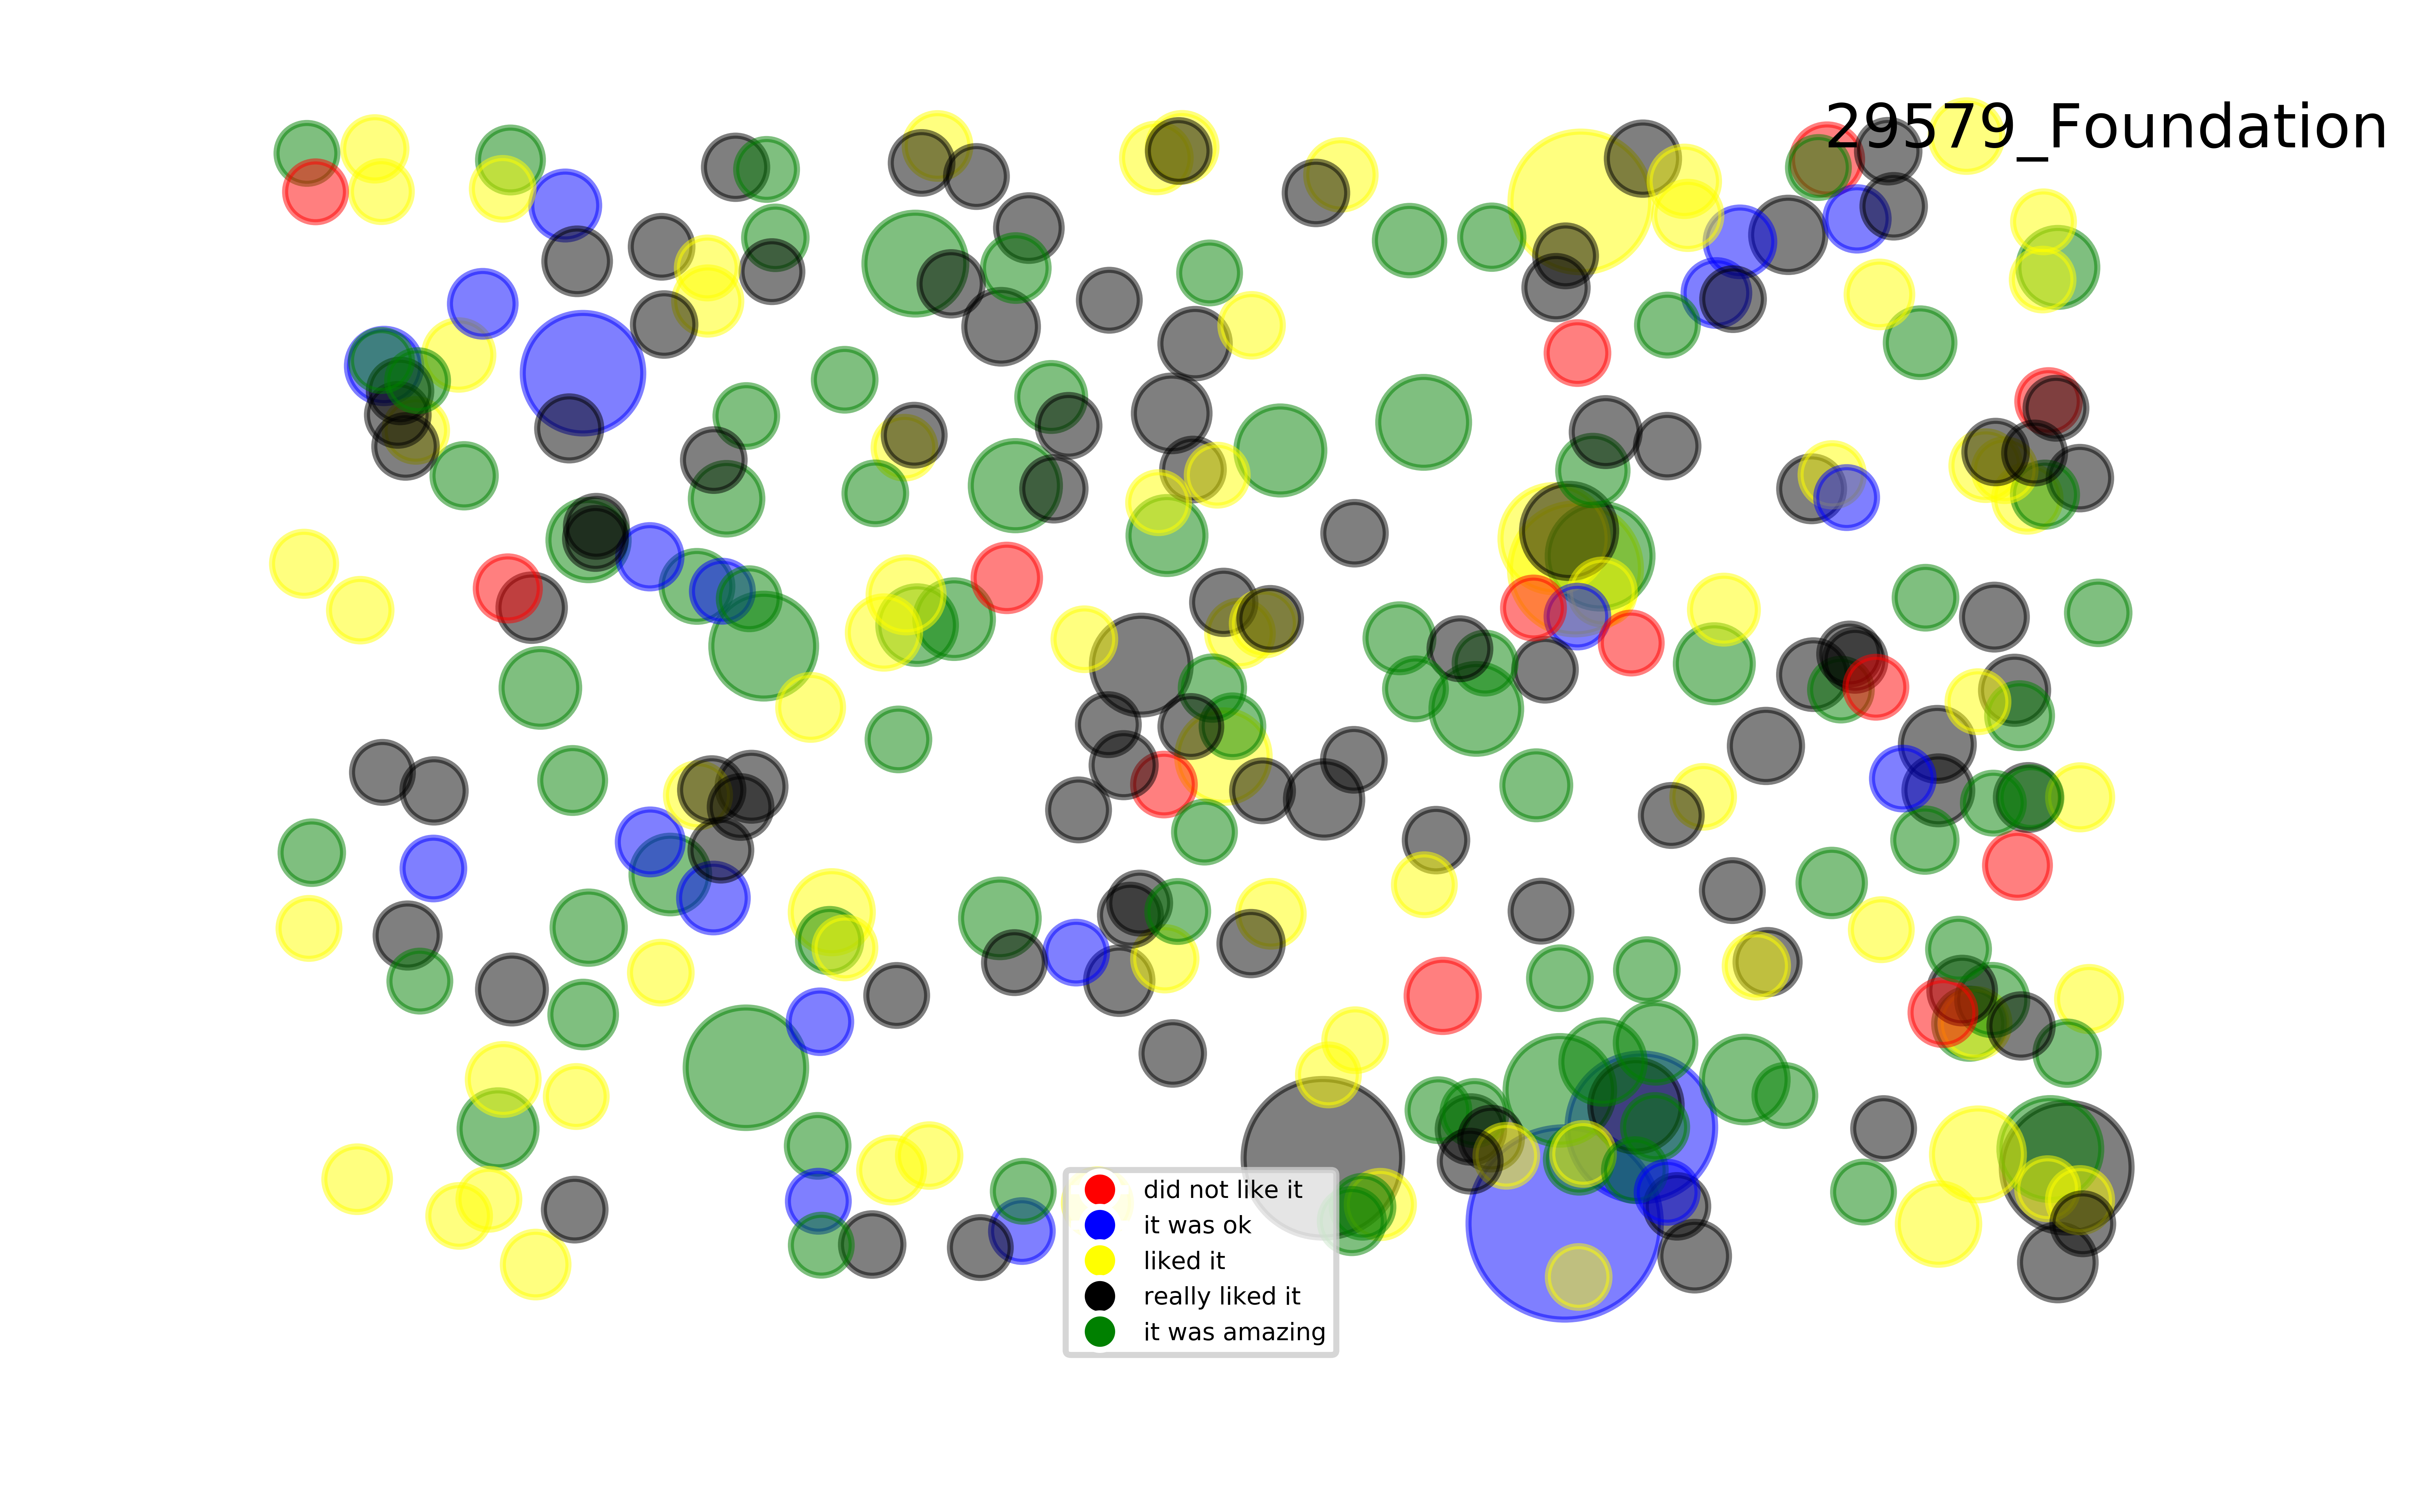 29579_Foundation
did not like it
it was ok
liked it
really liked it
it was amazing